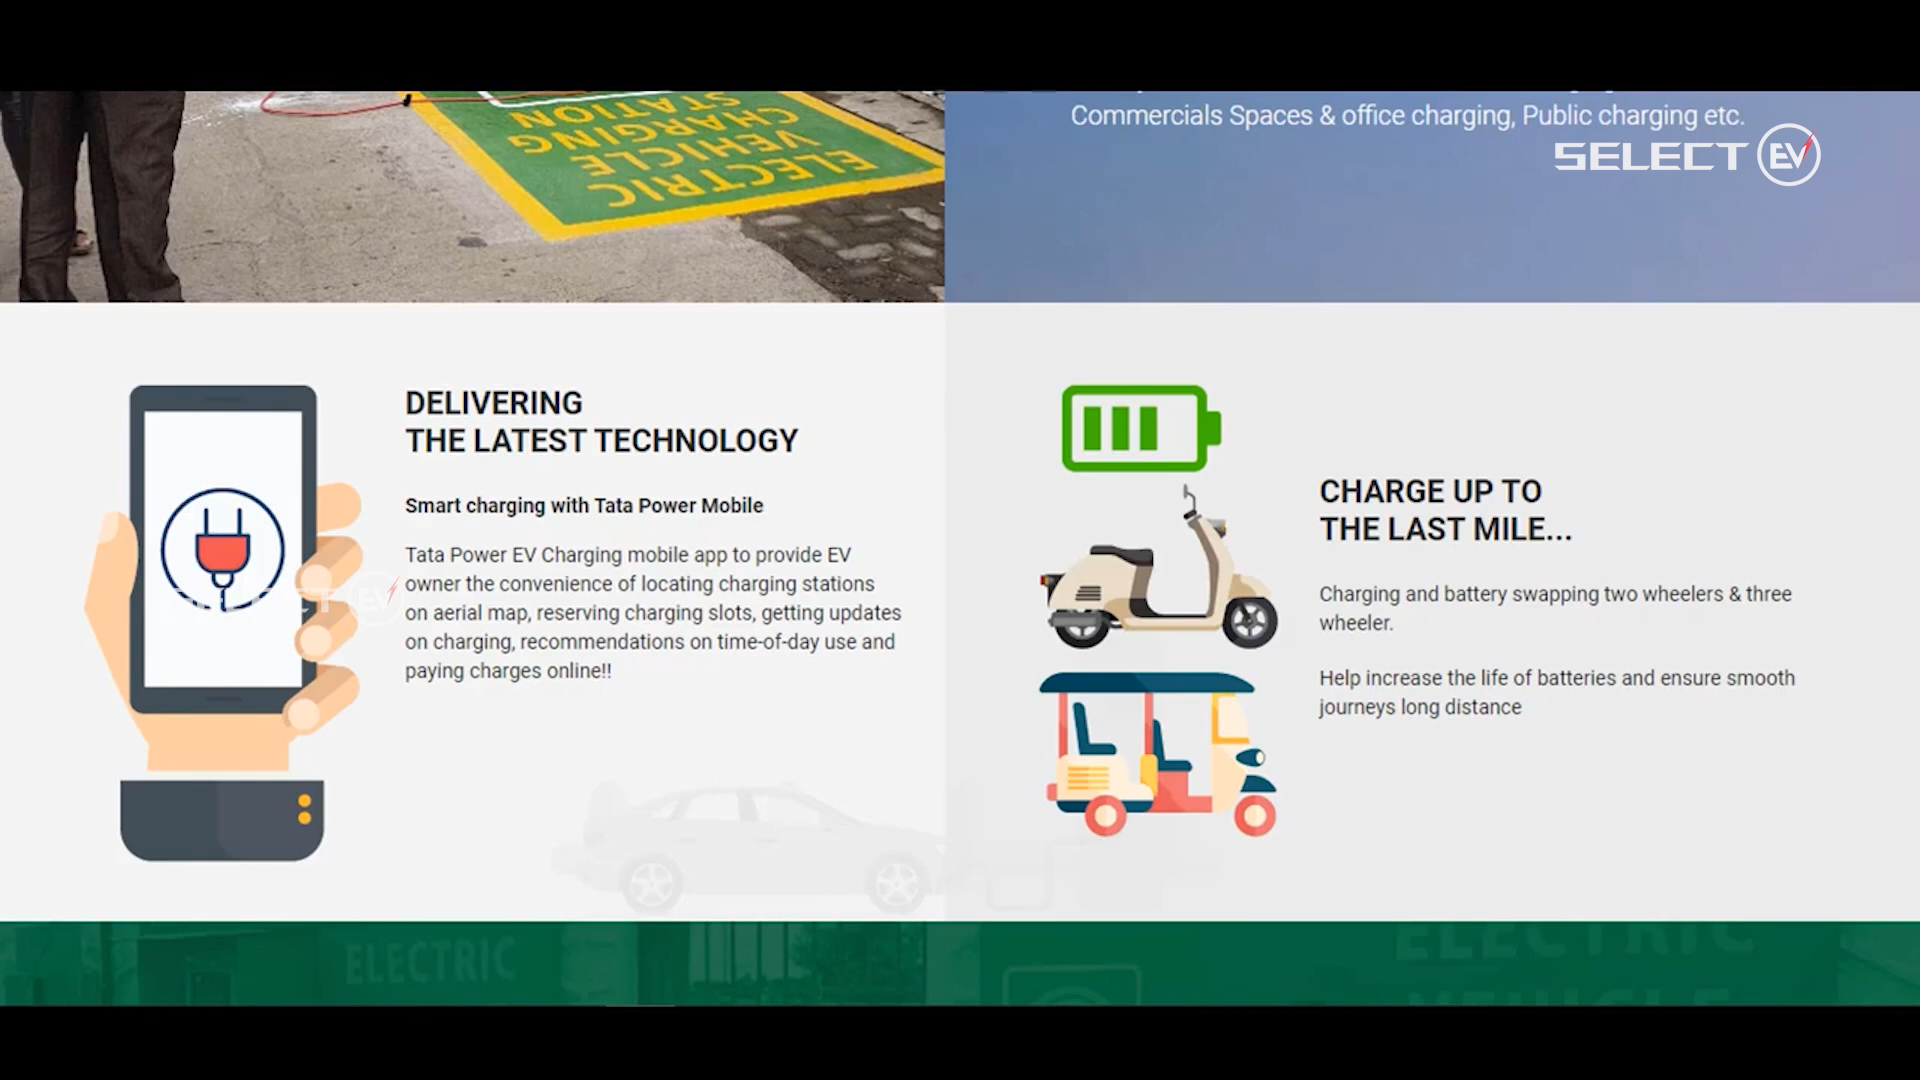 Commercials Spaces & office charging, Public charging etc.
SELECT EV
ELECTRIC
VEHICLE
CHARGING
STATION
DELIVERING
THE LATEST TECHNOLOGY
Smart charging with Tata Power Mobile
Tata Power EV Charging mobile app to provide EV
owner the convenience of locating charging stations
on aerial map, reserving charging slots, getting updates
on charging, recommendations on time-of-day use and
paying charges online!!
SELECT EV
CHARGE UP TO
THE LAST MILE...
Charging and battery swapping two wheelers & three
wheeler.
Help increase the life of batteries and ensure smooth
journeys long distance
ELECTRIC
ELECTRIC
VEHICLE